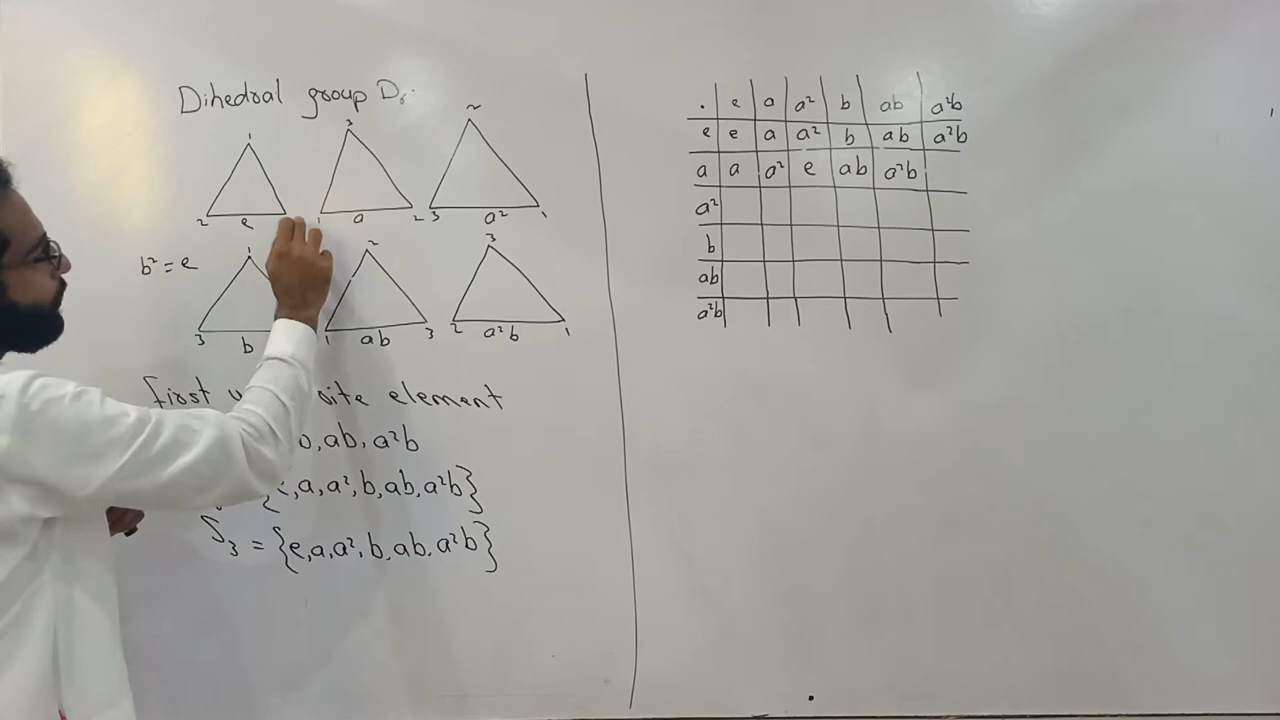 Dihedral group D₆.
1 3 2
2 e 1 a 2 3 a² 1
b² = e 1 2 3
3 b 1 ab 3 2 a²b 1
First element
ab, a²b
,a,a²,b,ab,a²b}
S₃ = {e,a,a²,b,ab,a²b}
. e a a² b ab a²b
e e a a² b ab a²b
a a a² e ab a²b
a²
b
ab
a²b